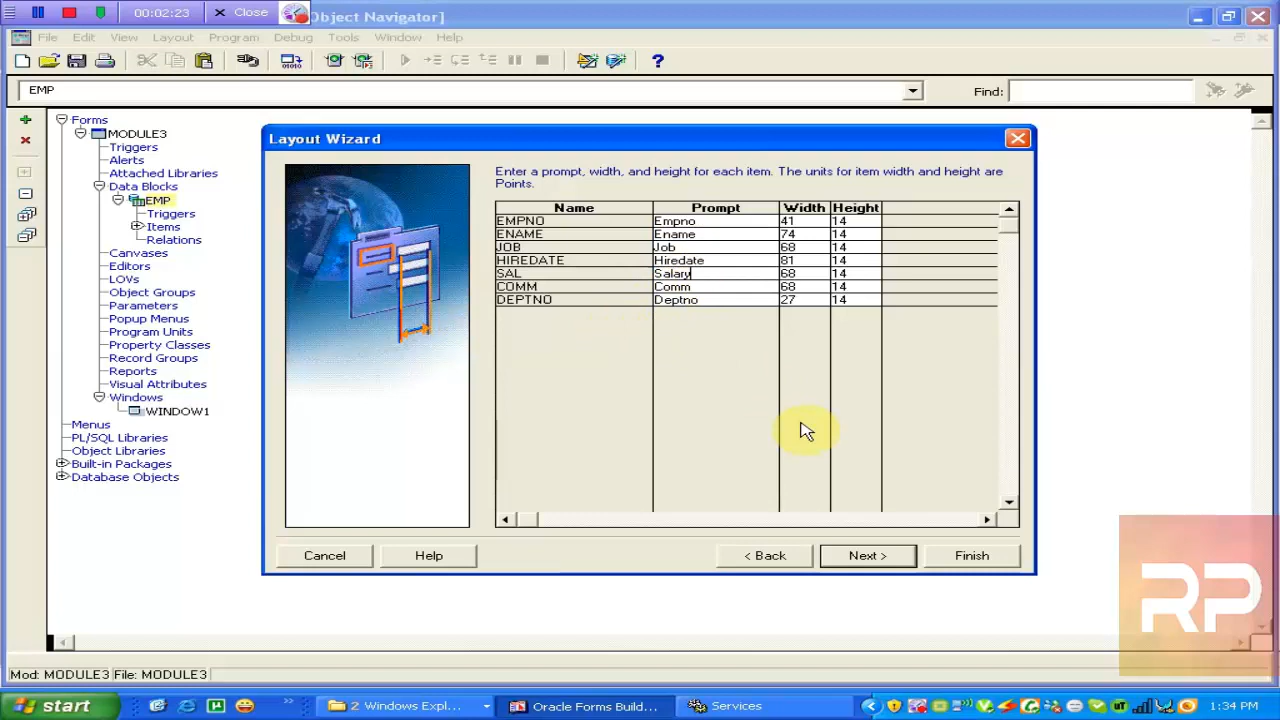 00:02:23 Close Object Navigator]
File Edit View Layout Program Debug Tools Window Help
EMP Find:
Forms
MODULE3
Triggers
Alerts
Attached Libraries
Data Blocks
EMP
Triggers
Items
Relations
Canvases
Editors
LOVs
Object Groups
Parameters
Popup Menus
Program Units
Property Classes
Record Groups
Reports
Visual Attributes
Windows
WINDOW1
Menus
PL/SQL Libraries
Object Libraries
Built-in Packages
Database Objects
Layout Wizard
Enter a prompt, width, and height for each item. The units for item width and height are
Points.
Name Prompt Width Height
EMPNO Empno 41 14
ENAME Ename 74 14
JOB Job 68 14
HIREDATE Hiredate 81 14
SAL Salary 68 14
COMM Comm 68 14
DEPTNO Deptno 27 14
Cancel Help < Back Next > Finish
RP
Mod: MODULE3 File: MODULE3
start 2 Windows Expl... Oracle Forms Build... Services 1:34 PM